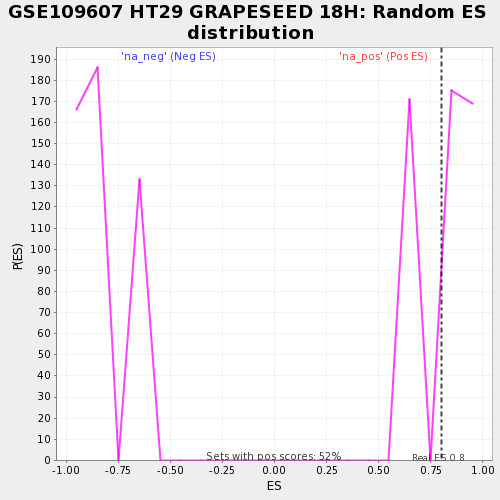 GSE109607 HT29 GRAPESEED 18H: Random ES
distribution
'na_neg' (Neg ES)
'na_pos' (Pos ES)
190
180
170
160
150
140
130
120
110
100
90
80
70
60
50
40
30
20
10
0
P(ES)
Sets with pos scores: 52%
Real ES 0.8
-1.00 -0.75 -0.50 -0.25 0.00 0.25 0.50 0.75 1.00
ES